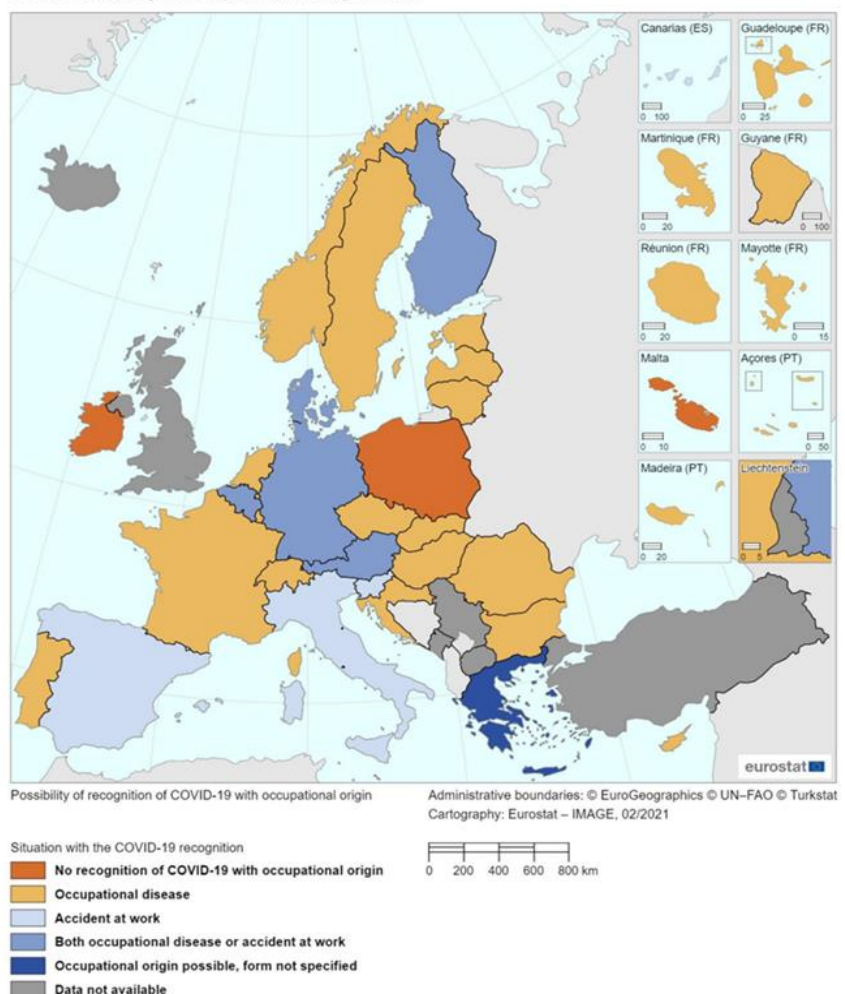 Canarias (ES)
0 100
Guadeloupe (FR)
0 25
Martinique (FR)
0 20
Guyane (FR)
0 100
Réunion (FR)
0 20
Mayotte (FR)
0 15
Malta
0 10
Açores (PT)
0 50
Madeira (PT)
0 20
Liechtenstein
0 5
eurostat
Possibility of recognition of COVID-19 with occupational origin
Administrative boundaries: © EuroGeographics © UN–FAO © Turkstat
Cartography: Eurostat – IMAGE, 02/2021
Situation with the COVID-19 recognition
0 200 400 600 800 km
No recognition of COVID-19 with occupational origin
Occupational disease
Accident at work
Both occupational disease or accident at work
Occupational origin possible, form not specified
Data not available